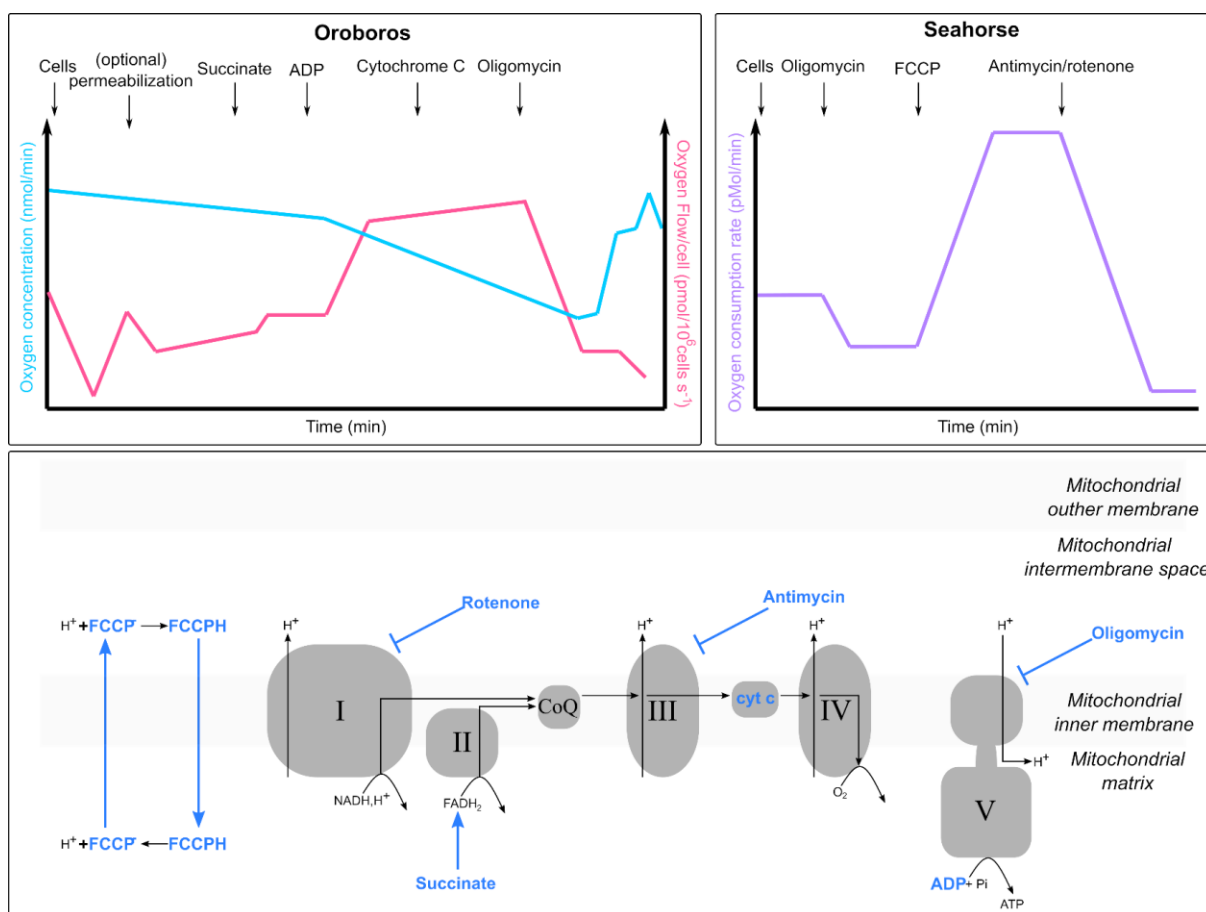 Oroboros
Cells
(optional)
permeabilization
Succinate
ADP
Cytochrome C
Oligomycin
Oxygen concentration (nmol/min)
Oxygen Flow/cell (pmol/10⁶cells s⁻¹)
Time (min)
Seahorse
Cells
Oligomycin
FCCP
Antimycin/rotenone
Oxygen consumption rate (pMol/min)
Time (min)
Mitochondrial
outher membrane
Mitochondrial
intermembrane space
H⁺+FCCP⁻
FCCPH
H⁺
Rotenone
H⁺
Antimycin
H⁺
H⁺
Oligomycin
I
II
CoQ
III
cyt c
IV
Mitochondrial
inner membrane
NADH,H⁺
FADH₂
O₂
H⁺
Mitochondrial
matrix
V
H⁺+FCCP⁻
FCCPH
Succinate
ADP+ Pi
ATP